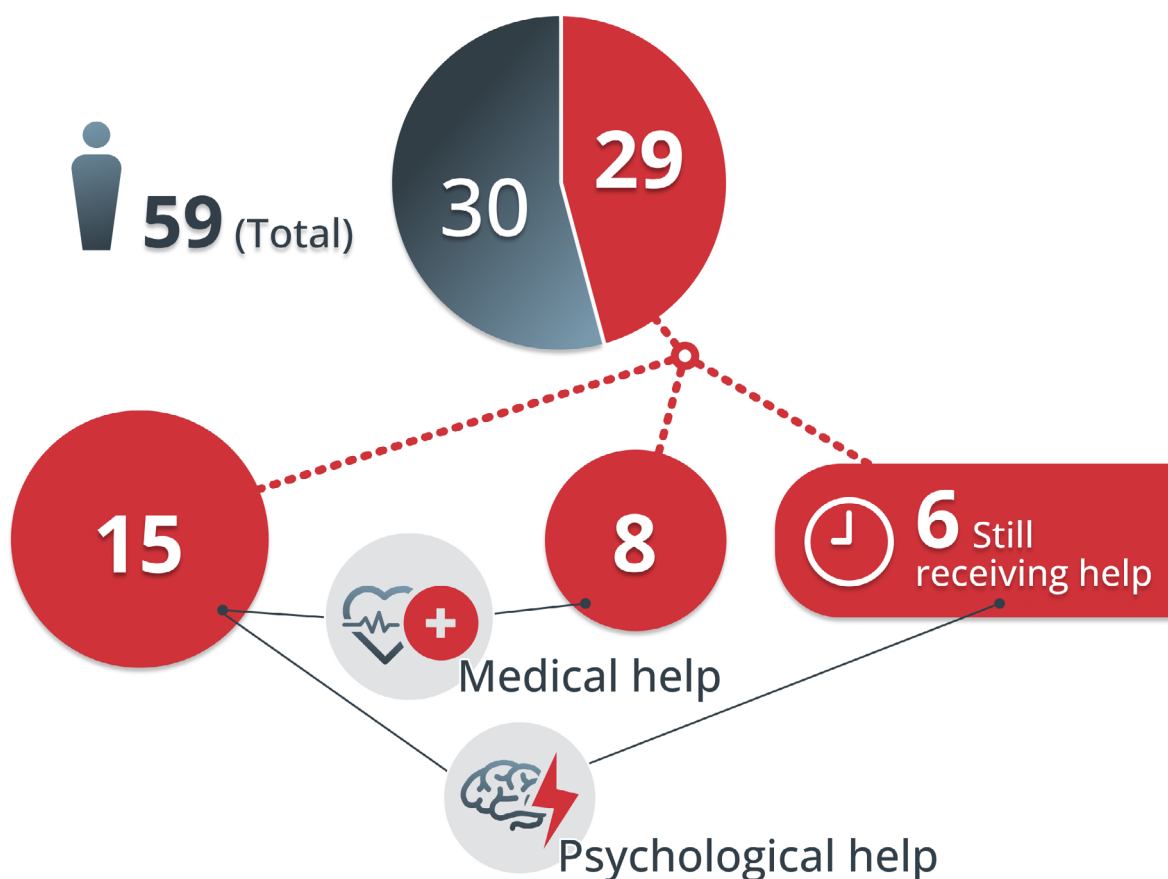 59 (Total)
30
29
15
8
6 Still
receiving help
Medical help
Psychological help